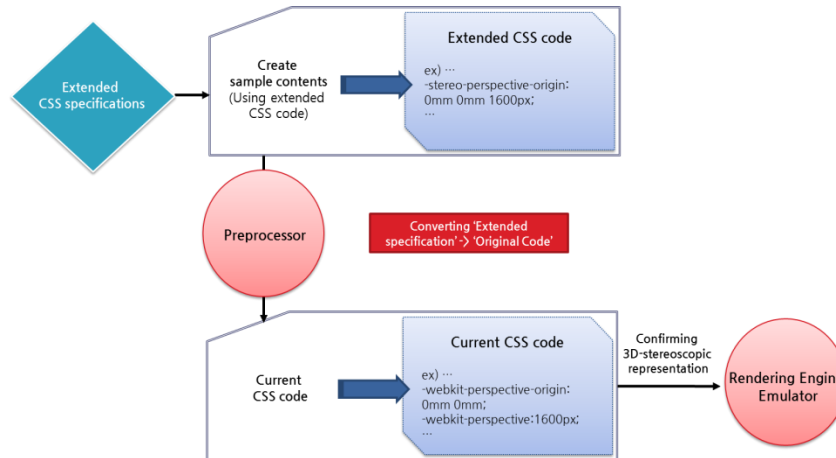 Extended
CSS specifications
Create
sample contents
(Using extended
CSS code)
Extended CSS code
ex) ...
-stereo-perspective-origin:
0mm 0mm 1600px;
...
Preprocessor
Converting 'Extended
specification' -> 'Original Code'
Current
CSS code
Current CSS code
ex) ...
-webkit-perspective-origin:
0mm 0mm;
-webkit-perspective:1600px;
...
Confirming
3D-stereoscopic
representation
Rendering Engin
Emulator